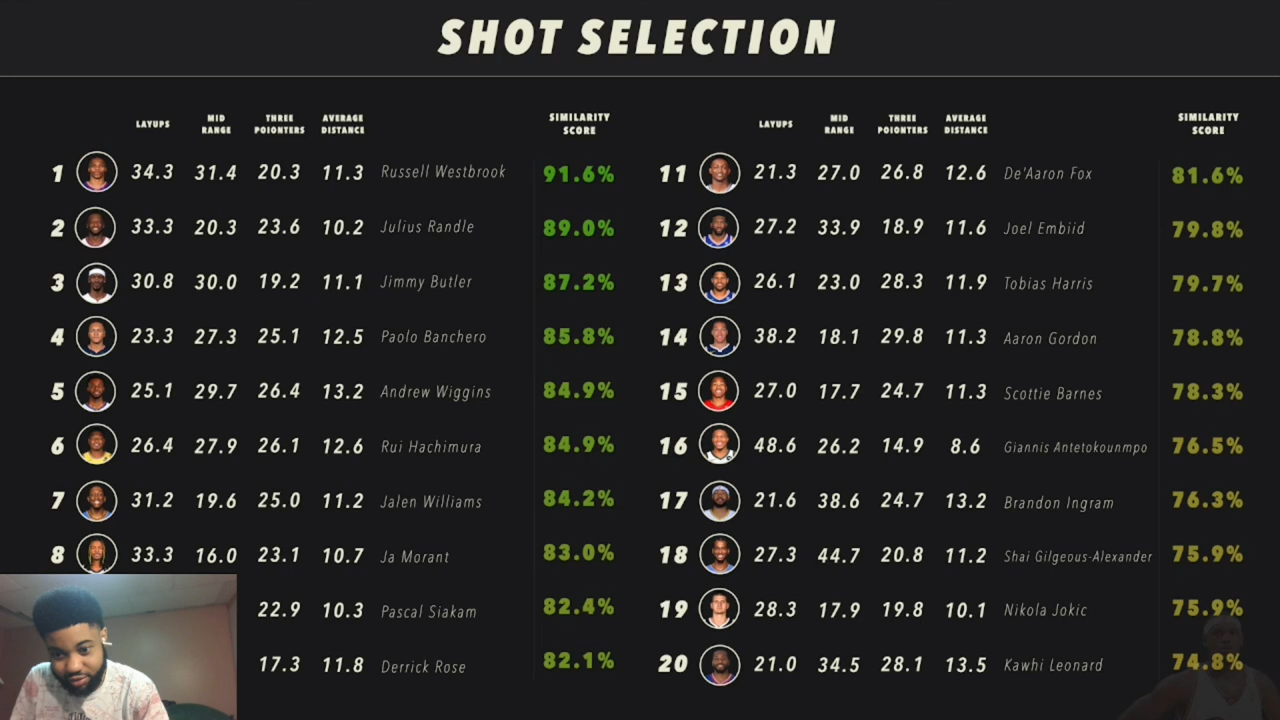 SHOT SELECTION
LAYUPS MID RANGE THREE POIONTERS AVERAGE DISTANCE SIMILARITY SCORE
1 34.3 31.4 20.3 11.3 Russell Westbrook 91.6%
2 33.3 20.3 23.6 10.2 Julius Randle 89.0%
3 30.8 30.0 19.2 11.1 Jimmy Butler 87.2%
4 23.3 27.3 25.1 12.5 Paolo Banchero 85.8%
5 25.1 29.7 26.4 13.2 Andrew Wiggins 84.9%
6 26.4 27.9 26.1 12.6 Rui Hachimura 84.9%
7 31.2 19.6 25.0 11.2 Jalen Williams 84.2%
8 33.3 16.0 23.1 10.7 Ja Morant 83.0%
22.9 10.3 Pascal Siakam 82.4%
17.3 11.8 Derrick Rose 82.1%
LAYUPS MID RANGE THREE POIONTERS AVERAGE DISTANCE SIMILARITY SCORE
11 21.3 27.0 26.8 12.6 De'Aaron Fox 81.6%
12 27.2 33.9 18.9 11.6 Joel Embiid 79.8%
13 26.1 23.0 28.3 11.9 Tobias Harris 79.7%
14 38.2 18.1 29.8 11.3 Aaron Gordon 78.8%
15 27.0 17.7 24.7 11.3 Scottie Barnes 78.3%
16 48.6 26.2 14.9 8.6 Giannis Antetokounmpo 76.5%
17 21.6 38.6 24.7 13.2 Brandon Ingram 76.3%
18 27.3 44.7 20.8 11.2 Shai Gilgeous-Alexander 75.9%
19 28.3 17.9 19.8 10.1 Nikola Jokic 75.9%
20 21.0 34.5 28.1 13.5 Kawhi Leonard 74.8%